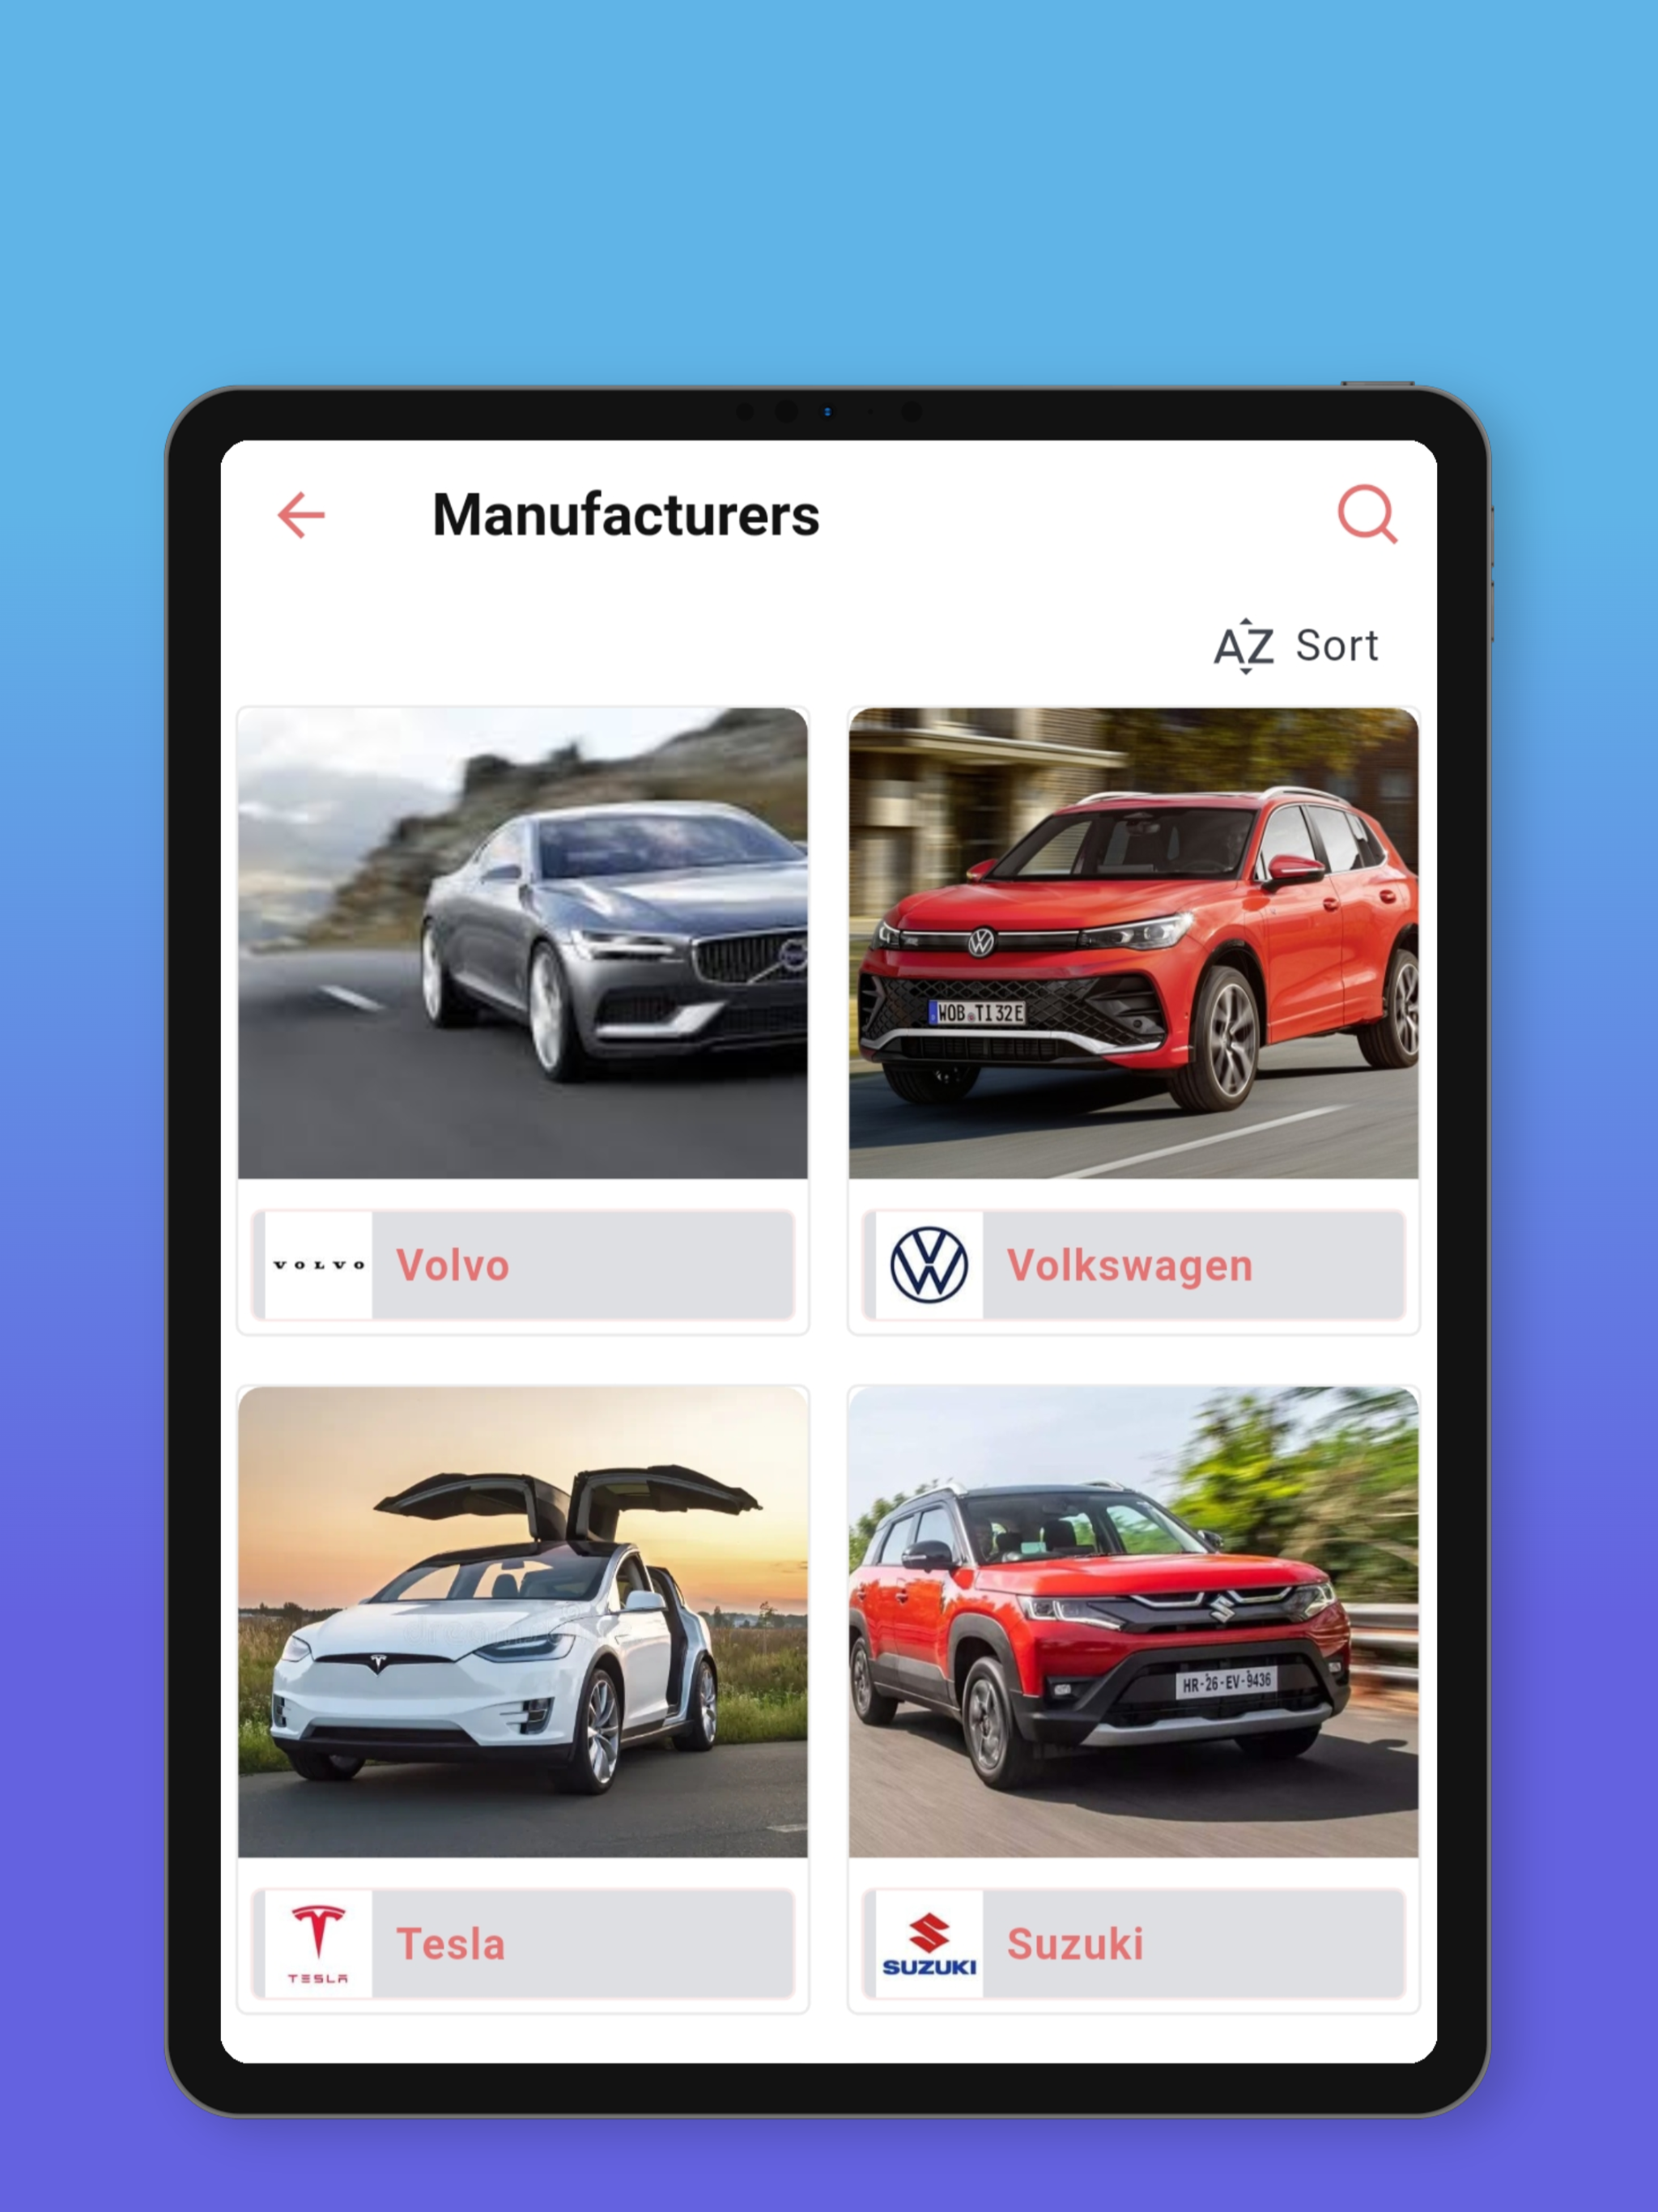 Manufacturers
AZ Sort
WOB TI 32E
VOLVO
Volvo
Volkswagen
HR-26-EV-9436
TESLA
Tesla
SUZUKI
Suzuki